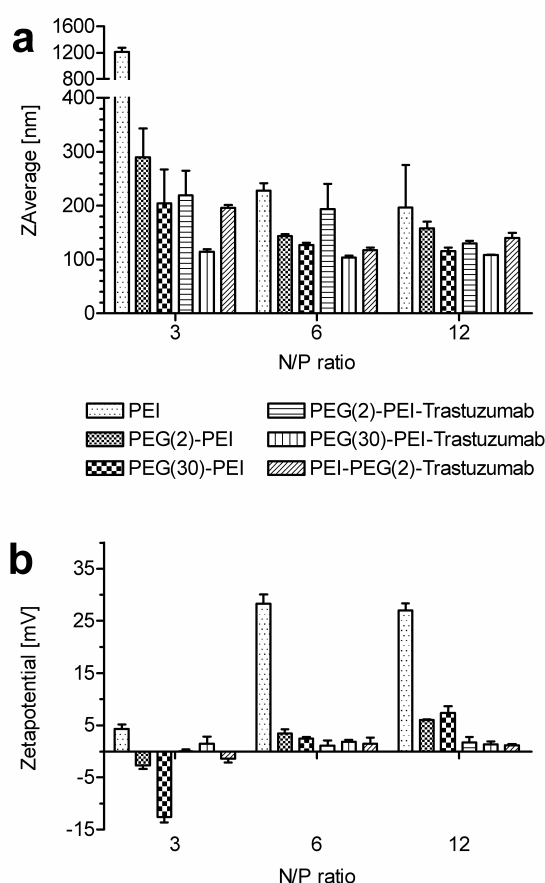 a
1600
1200
800
400
300
200
100
0
ZAverage [nm]
3 6 12
N/P ratio
PEI PEG(2)-PEI-Trastuzumab
PEG(2)-PEI PEG(30)-PEI-Trastuzumab
PEG(30)-PEI PEI-PEG(2)-Trastuzumab
b
35
25
15
5
-5
-15
Zetapotential [mV]
3 6 12
N/P ratio